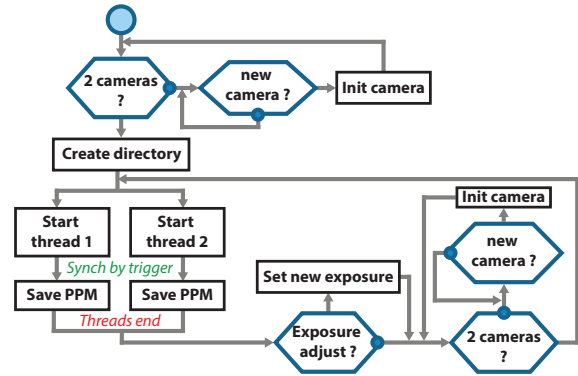 2 cameras
?
new
camera ?
Init camera
Create directory
Start
thread 1
Start
thread 2
Synch by trigger
Save PPM
Save PPM
Threads end
Set new exposure
Exposure
adjust ?
Init camera
new
camera ?
2 cameras
?